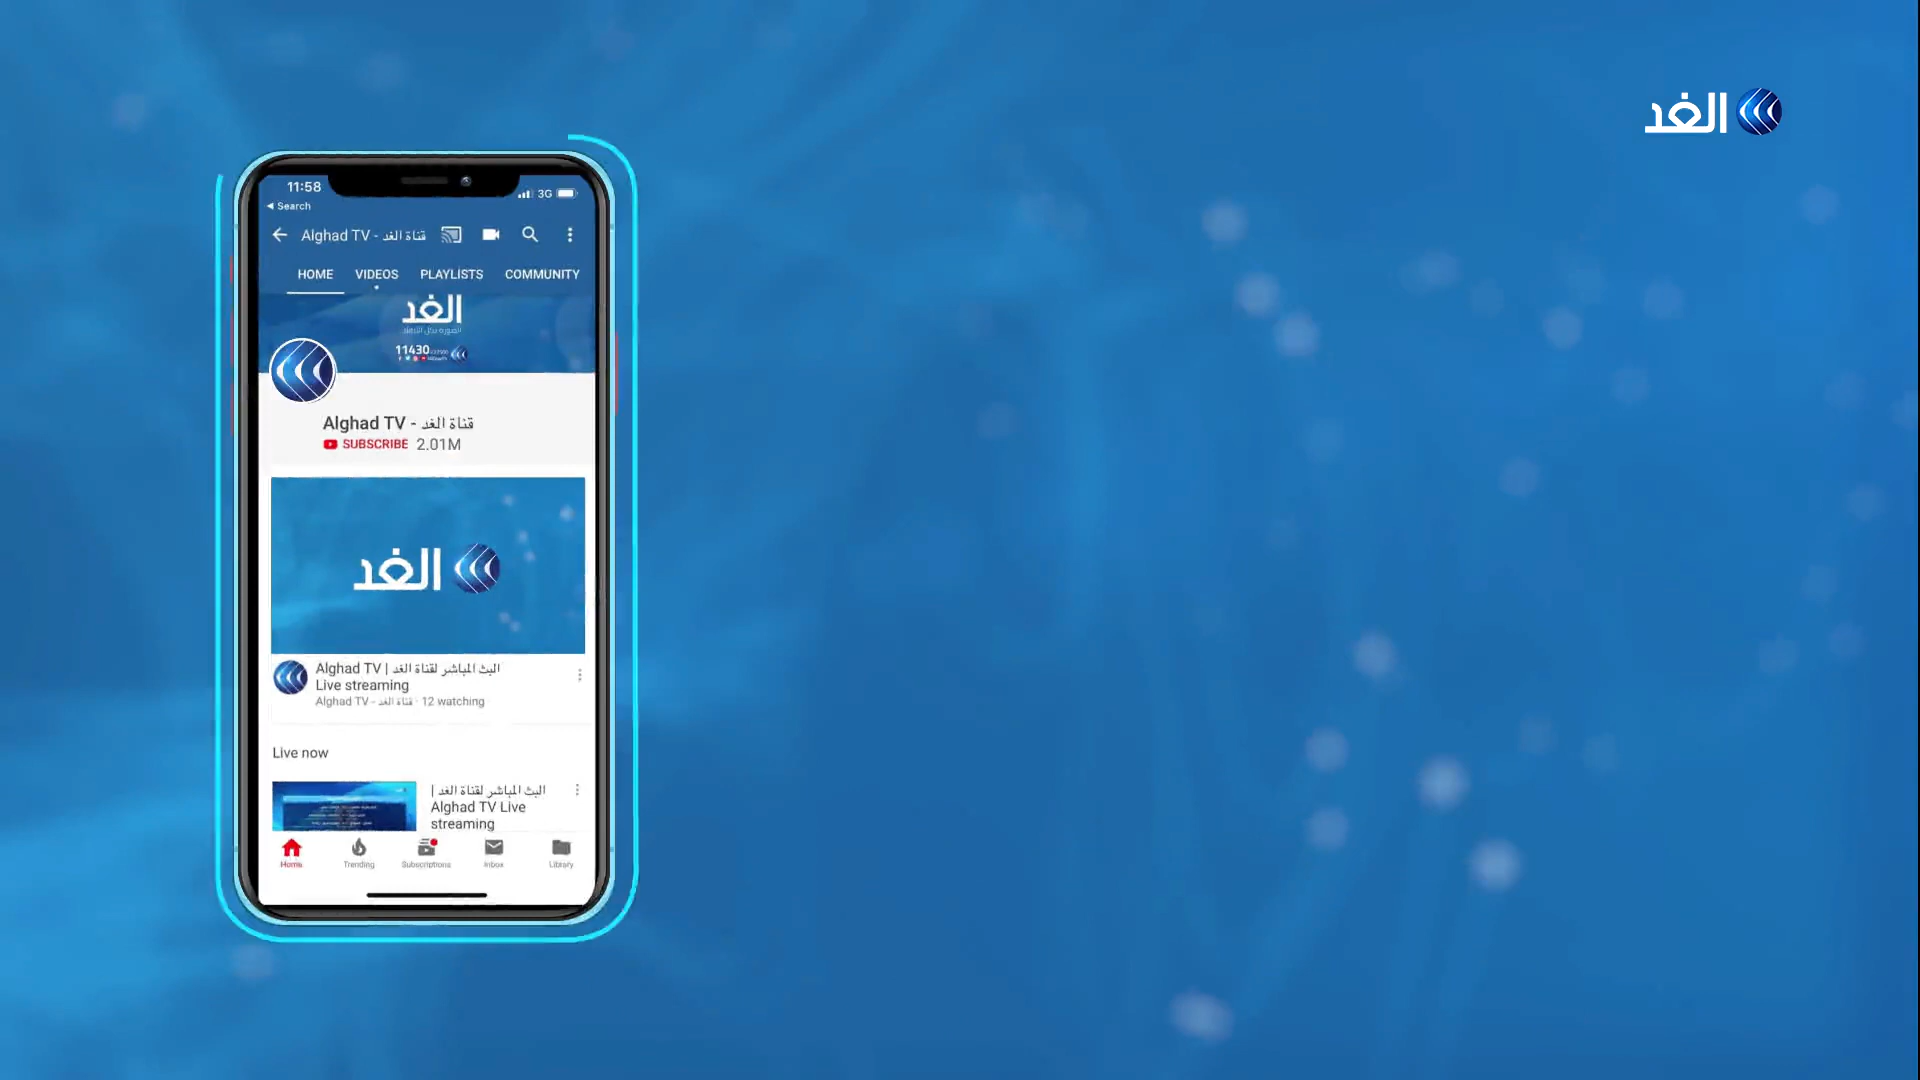 الغد
11:58
3G
Search
Alghad TV - قناة الغد
HOME VIDEOS PLAYLISTS COMMUNITY
الغد
11430
Alghad TV - قناة الغد
SUBSCRIBE 2.01M
الغد
Alghad TV | البث المباشر لقناة الغد
Live streaming
Alghad TV - قناة الغد · 12 watching
Live now
البث المباشر لقناة الغد |
Alghad TV Live
streaming
Home Trending Subscriptions Inbox Library